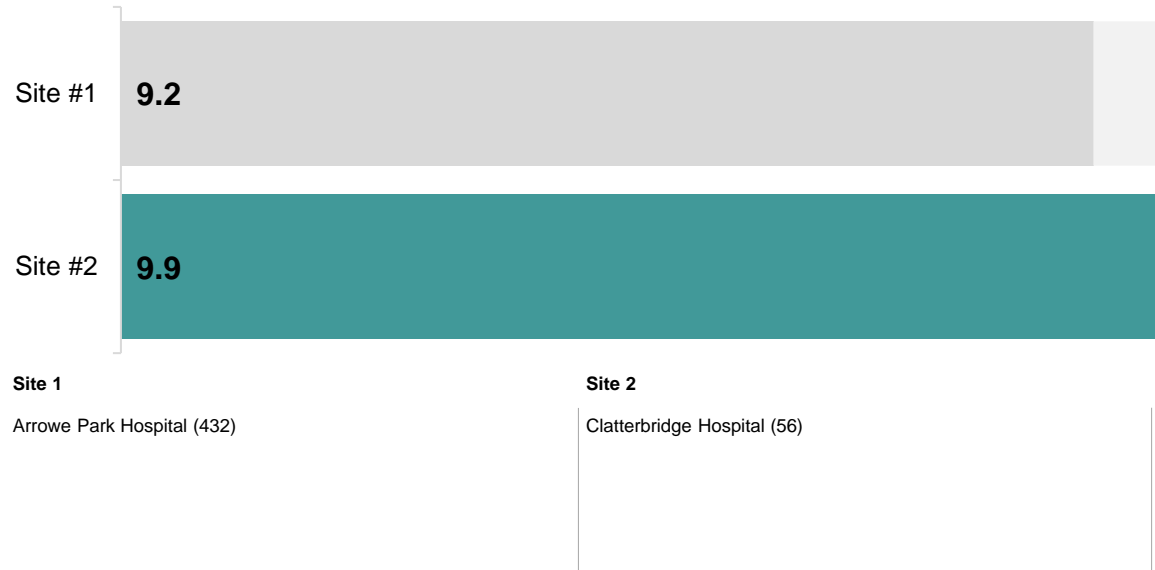 Site #1 9.2
Site #2 9.9
Site 1 Site 2
Arrowe Park Hospital (432) Clatterbridge Hospital (56)